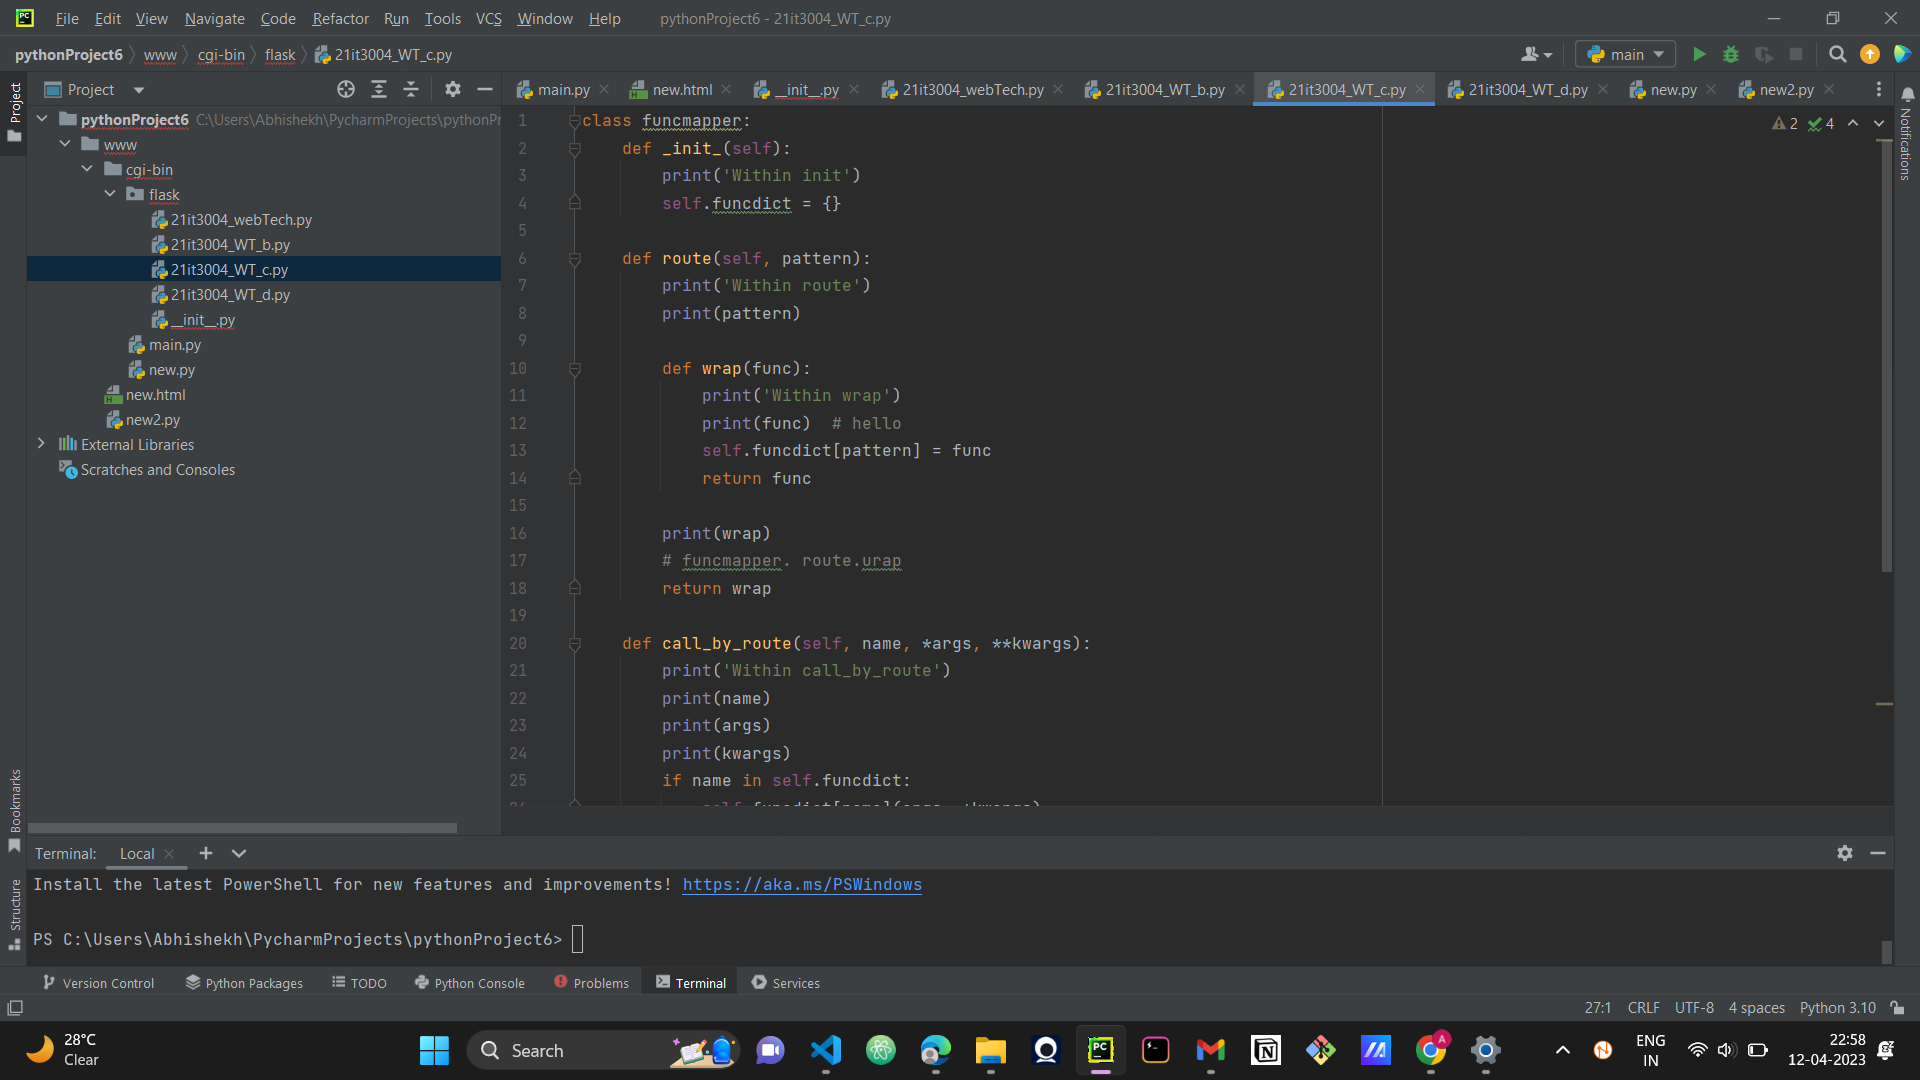 File Edit View Navigate Code Refactor Run Tools VCS Window Help pythonProject6 - 21it3004_WT_c.py
pythonProject6 www cgi-bin flask 21it3004_WT_c.py main
Project
main.py new.html __init__.py 21it3004_webTech.py 21it3004_WT_b.py 21it3004_WT_c.py 21it3004_WT_d.py new.py new2.py
Project
Notifications
Bookmarks
Structure
pythonProject6 C:\Users\Abhishekh\PycharmProjects\pythonPr
www
cgi-bin
flask
21it3004_webTech.py
21it3004_WT_b.py
21it3004_WT_c.py
21it3004_WT_d.py
__init__.py
main.py
new.py
new.html
new2.py
External Libraries
Scratches and Consoles
2 4
1 class funcmapper:
2 def _init_(self):
3 print('Within init')
4 self.funcdict = {}
5
6 def route(self, pattern):
7 print('Within route')
8 print(pattern)
9
10 def wrap(func):
11 print('Within wrap')
12 print(func) # hello
13 self.funcdict[pattern] = func
14 return func
15
16 print(wrap)
17 # funcmapper. route.urap
18 return wrap
19
20 def call_by_route(self, name, *args, **kwargs):
21 print('Within call_by_route')
22 print(name)
23 print(args)
24 print(kwargs)
25 if name in self.funcdict:
Terminal: Local
Install the latest PowerShell for new features and improvements! https://aka.ms/PSWindows
PS C:\Users\Abhishekh\PycharmProjects\pythonProject6>
Version Control Python Packages TODO Python Console Problems Terminal Services
27:1 CRLF UTF-8 4 spaces Python 3.10
28°C
Clear
Search
PC
A
ENG
IN
22:58
12-04-2023